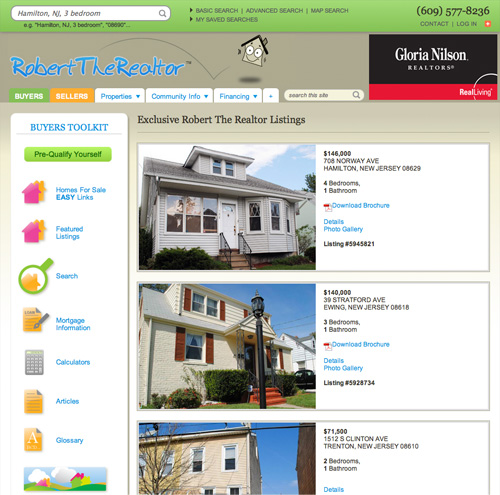 Hamilton, NJ, 3 bedroom
e.g. "Hamilton, NJ, 3 bedroom", "08690"...
BASIC SEARCH | ADVANCED SEARCH | MAP SEARCH
MY SAVED SEARCHES
(609) 577-8236
CONTACT | LOG IN +
RobertTheRealtor™
Gloria Nilson
REALTORS®
RealLiving
BUYERS
SELLERS
Properties
Community Info
Financing
+
search this site
BUYERS TOOLKIT
Pre-Qualify Yourself
Homes For Sale
EASY Links
Featured
Listings
Search
Mortgage
Information
Calculators
Articles
Glossary
Exclusive Robert The Realtor Listings
$146,000
708 NORWAY AVE
HAMILTON, NEW JERSEY 08629
4 Bedrooms,
1 Bathroom
Download Brochure
Details
Photo Gallery
Listing #5945821
$140,000
39 STRATFORD AVE
EWING, NEW JERSEY 08618
3 Bedrooms,
1 Bathroom
Download Brochure
Details
Photo Gallery
Listing #5928734
$71,500
1512 S CLINTON AVE
TRENTON, NEW JERSEY 08610
2 Bedrooms,
1 Bathroom
Details